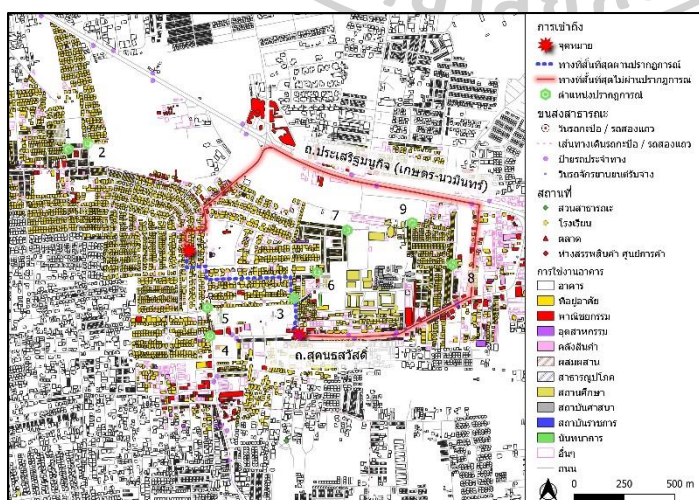 การเข้าถึง
จุดหมาย
ทางที่สั้นที่สุดผ่านปรากฏการณ์
ทางที่สั้นที่สุดไม่ผ่านปรากฏการณ์
ตำแหน่งปรากฏการณ์
ขนส่งสาธารณะ
วินรถกะป๊อ / รถสองแถว
เส้นทางเดินรถกะป๊อ / รถสองแถว
ป้ายรถประจำทาง
วินรถจักรยานยนต์รับจ้าง
สถานที่
สวนสาธารณะ
โรงเรียน
ตลาด
ห้างสรรพสินค้า ศูนย์การค้า
การใช้งานอาคาร
อาคาร
ที่อยู่อาศัย
พาณิชยกรรม
อุตสาหกรรม
คลังสินค้า
ผสมผสาน
สาธารณูปโภค
สถานศึกษา
สถาบันศาสนา
สถาบันราชการ
นันทนาการ
อื่นๆ
ถนน
0 250 500 m
ถ.ประเสริฐมนูกิจ (เกษตร-นวมินทร์)
1
2
7
9
6
8
3
5
4
ถ.สุคนธสวัสดิ์